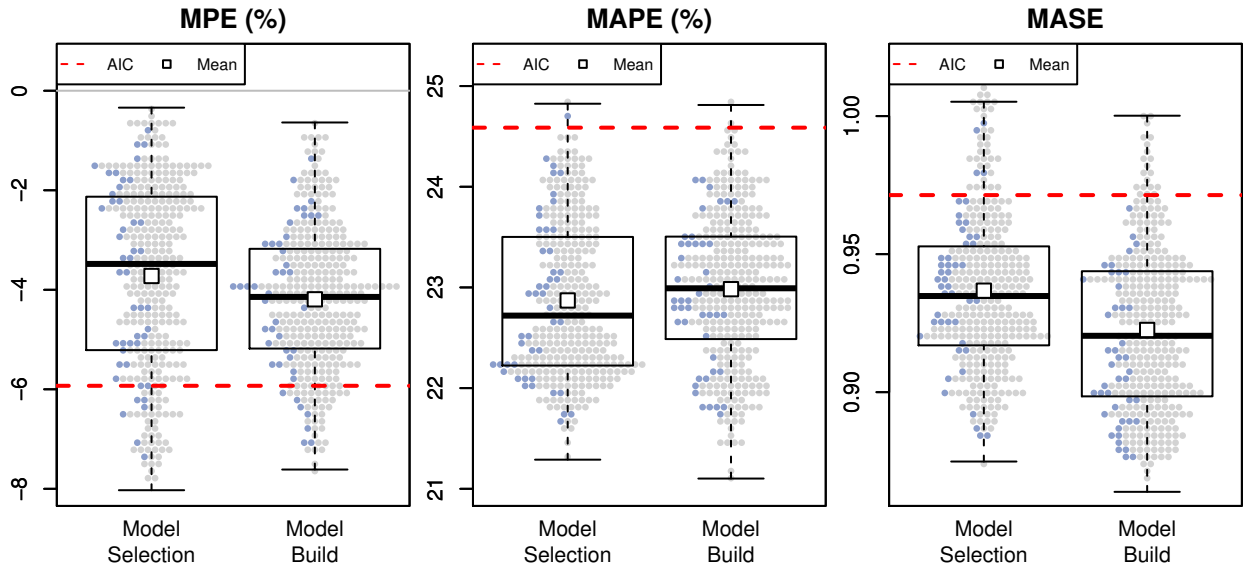 MPE (%)
AIC
Mean
0
−2
−4
−6
−8
Model
Selection
Model
Build
MAPE (%)
AIC
Mean
25
24
23
22
21
Model
Selection
Model
Build
MASE
AIC
Mean
1.00
0.95
0.90
Model
Selection
Model
Build